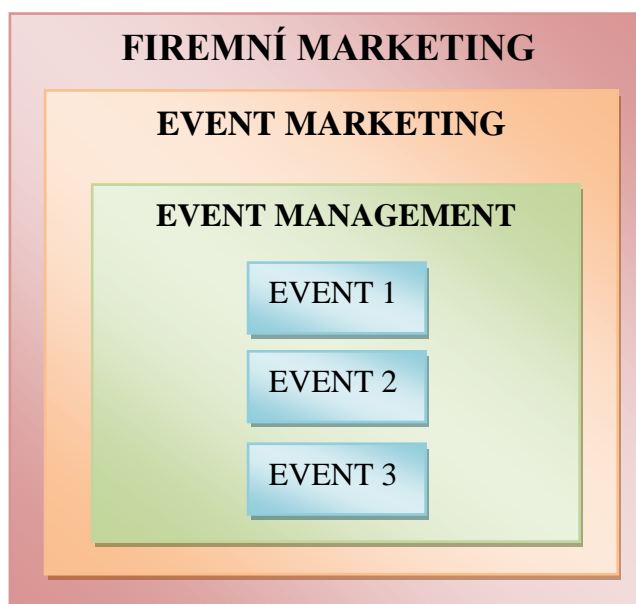 FIREMNÍ MARKETING
EVENT MARKETING
EVENT MANAGEMENT
EVENT 1
EVENT 2
EVENT 3